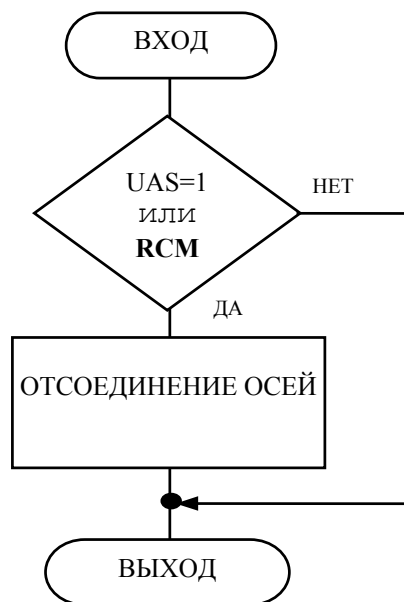 ВХОД
UAS=1
ИЛИ
RCM
НЕТ
ДА
ОТСОЕДИНЕНИЕ ОСЕЙ
ВЫХОД